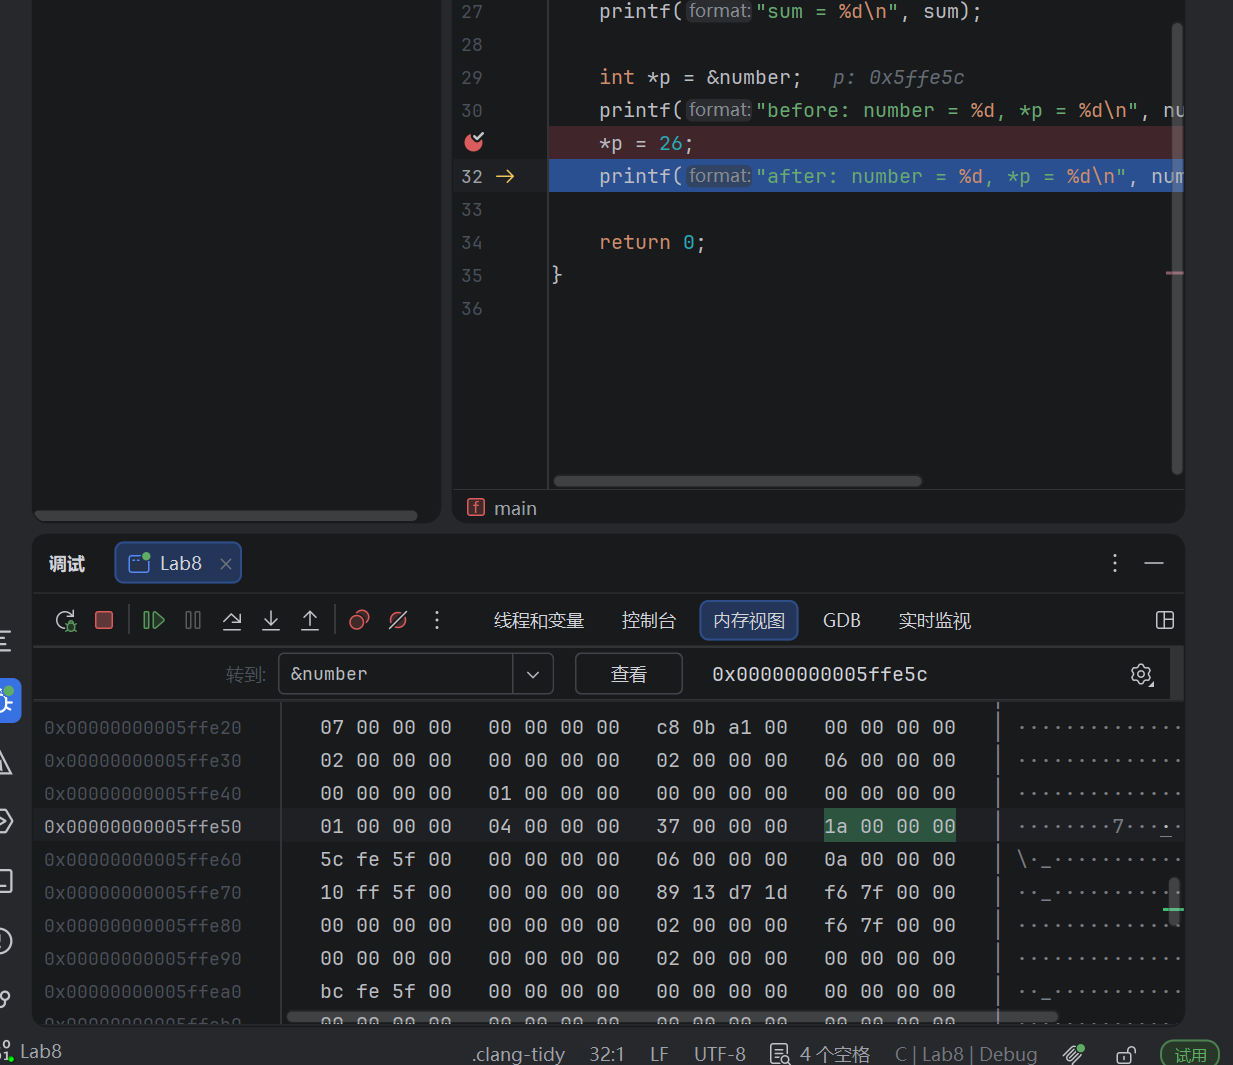 27 printf(format:"sum = %d\n", sum);
28
29 int *p = &number; p: 0x5ffe5c
30 printf(format:"before: number = %d, *p = %d\n", nu
*p = 26;
32 printf(format:"after: number = %d, *p = %d\n", num
33
34 return 0;
35 }
36
f main
调试 Lab8
线程和变量 控制台 内存视图 GDB 实时监视
转到: &number 查看 0x00000000005ffe5c
0x00000000005ffe20 07 00 00 00 00 00 00 00 c8 0b a1 00 00 00 00 00 ··············
0x00000000005ffe30 02 00 00 00 00 00 00 00 02 00 00 00 06 00 00 00 ··············
0x00000000005ffe40 00 00 00 00 01 00 00 00 00 00 00 00 00 00 00 00 ··············
0x00000000005ffe50 01 00 00 00 04 00 00 00 37 00 00 00 1a 00 00 00 ········7···_·
0x00000000005ffe60 5c fe 5f 00 00 00 00 00 06 00 00 00 0a 00 00 00 \·_···········
0x00000000005ffe70 10 ff 5f 00 00 00 00 00 89 13 d7 1d f6 7f 00 00 ··_···········
0x00000000005ffe80 00 00 00 00 00 00 00 00 02 00 00 00 f6 7f 00 00 ··············
0x00000000005ffe90 00 00 00 00 00 00 00 00 02 00 00 00 00 00 00 00 ··············
0x00000000005ffea0 bc fe 5f 00 00 00 00 00 00 00 00 00 00 00 00 00 ··_···········
Lab8 .clang-tidy 32:1 LF UTF-8 4 个空格 C | Lab8 | Debug 试用